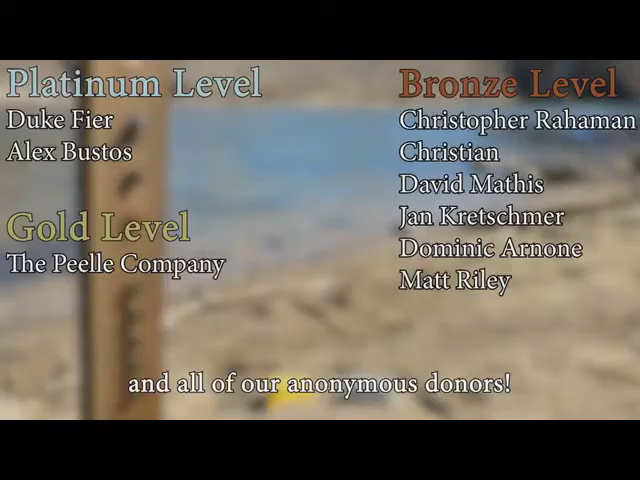 Platinum Level
Duke Fier
Alex Bustos
Gold Level
The Peelle Company
Bronze Level
Christopher Rahaman
Christian
David Mathis
Jan Kretschmer
Dominic Arnone
Matt Riley
and all of our anonymous donors!